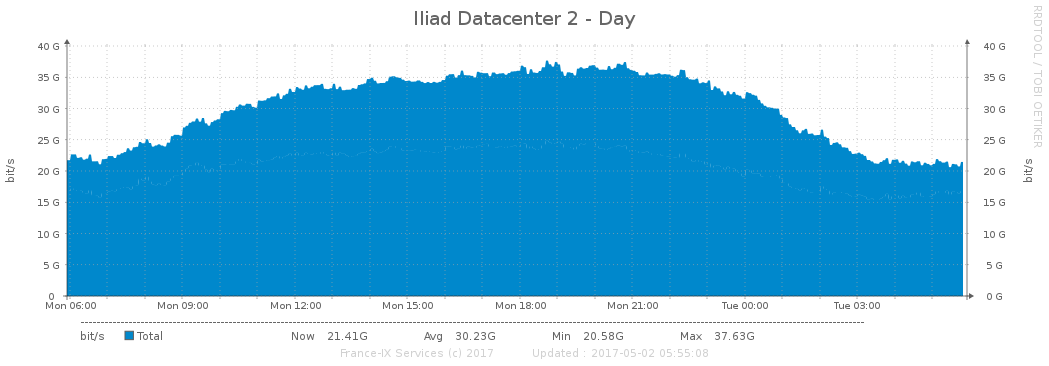 Iliad Datacenter 2 - Day
RRDTOOL / TOBI OETIKER
bit/s
40 G
35 G
30 G
25 G
20 G
15 G
10 G
5 G
0
40 G
35 G
30 G
25 G
20 G
15 G
10 G
5 G
0 G
bit/s
Mon 06:00 Mon 09:00 Mon 12:00 Mon 15:00 Mon 18:00 Mon 21:00 Tue 00:00 Tue 03:00
bit/s Total Now 21.41G Avg 30.23G Min 20.58G Max 37.63G
France-IX Services (c) 2017 Updated : 2017-05-02 05:55:08